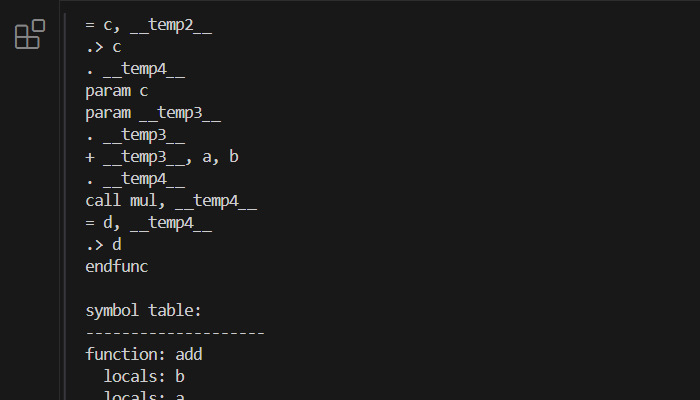 = c, __temp2__
.> c
. __temp4__
param c
param __temp3__
. __temp3__
+ __temp3__, a, b
. __temp4__
call mul, __temp4__
= d, __temp4__
.> d
endfunc
symbol table:
--------------------
function: add
locals: b
locals: a